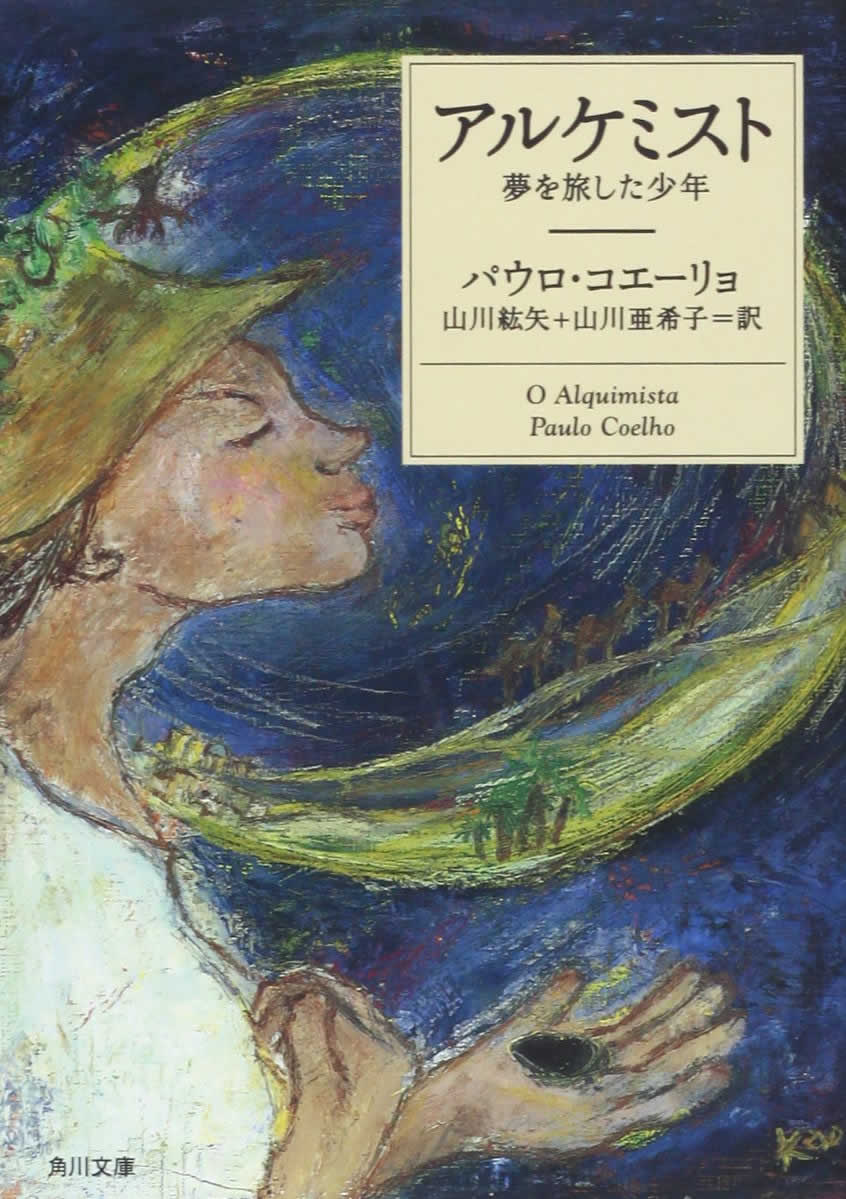 アルケミスト
夢を旅した少年
パウロ・コエーリョ
山川紘矢+山川亜希子=訳
O Alquimista
Paulo Coelho
角川文庫